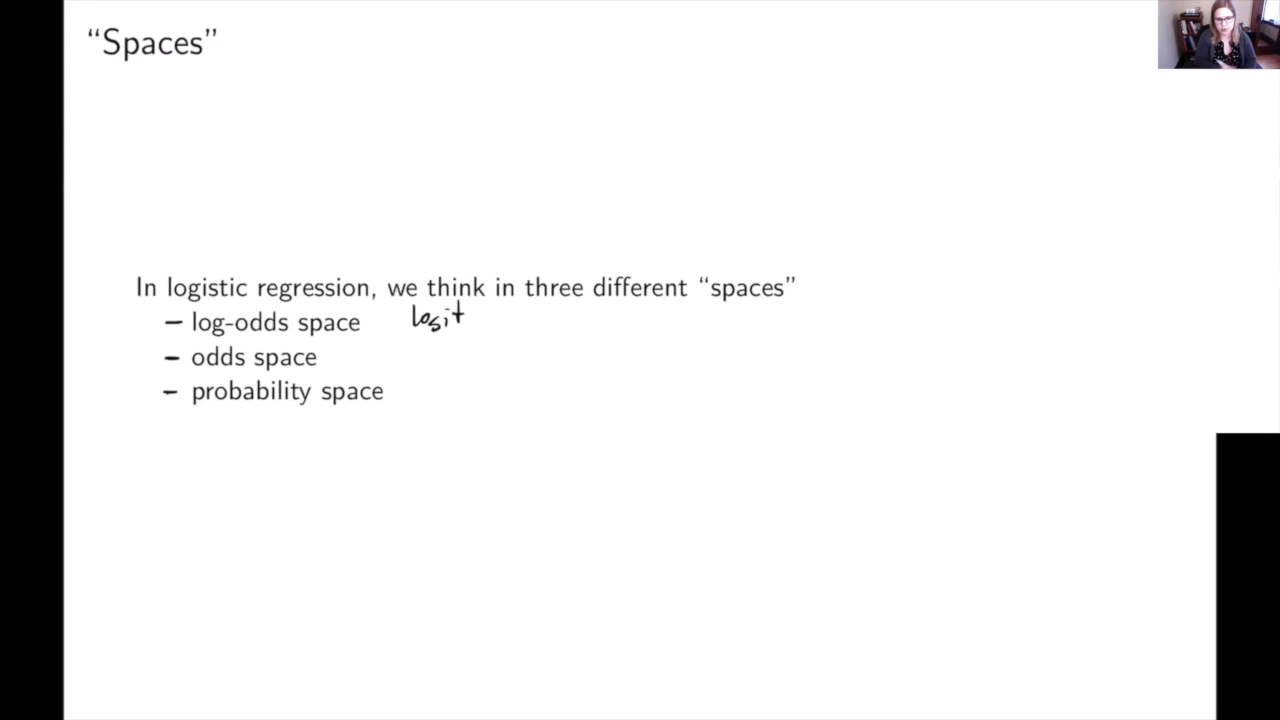 “Spaces”
In logistic regression, we think in three different “spaces”
– log-odds space logit
– odds space
– probability space